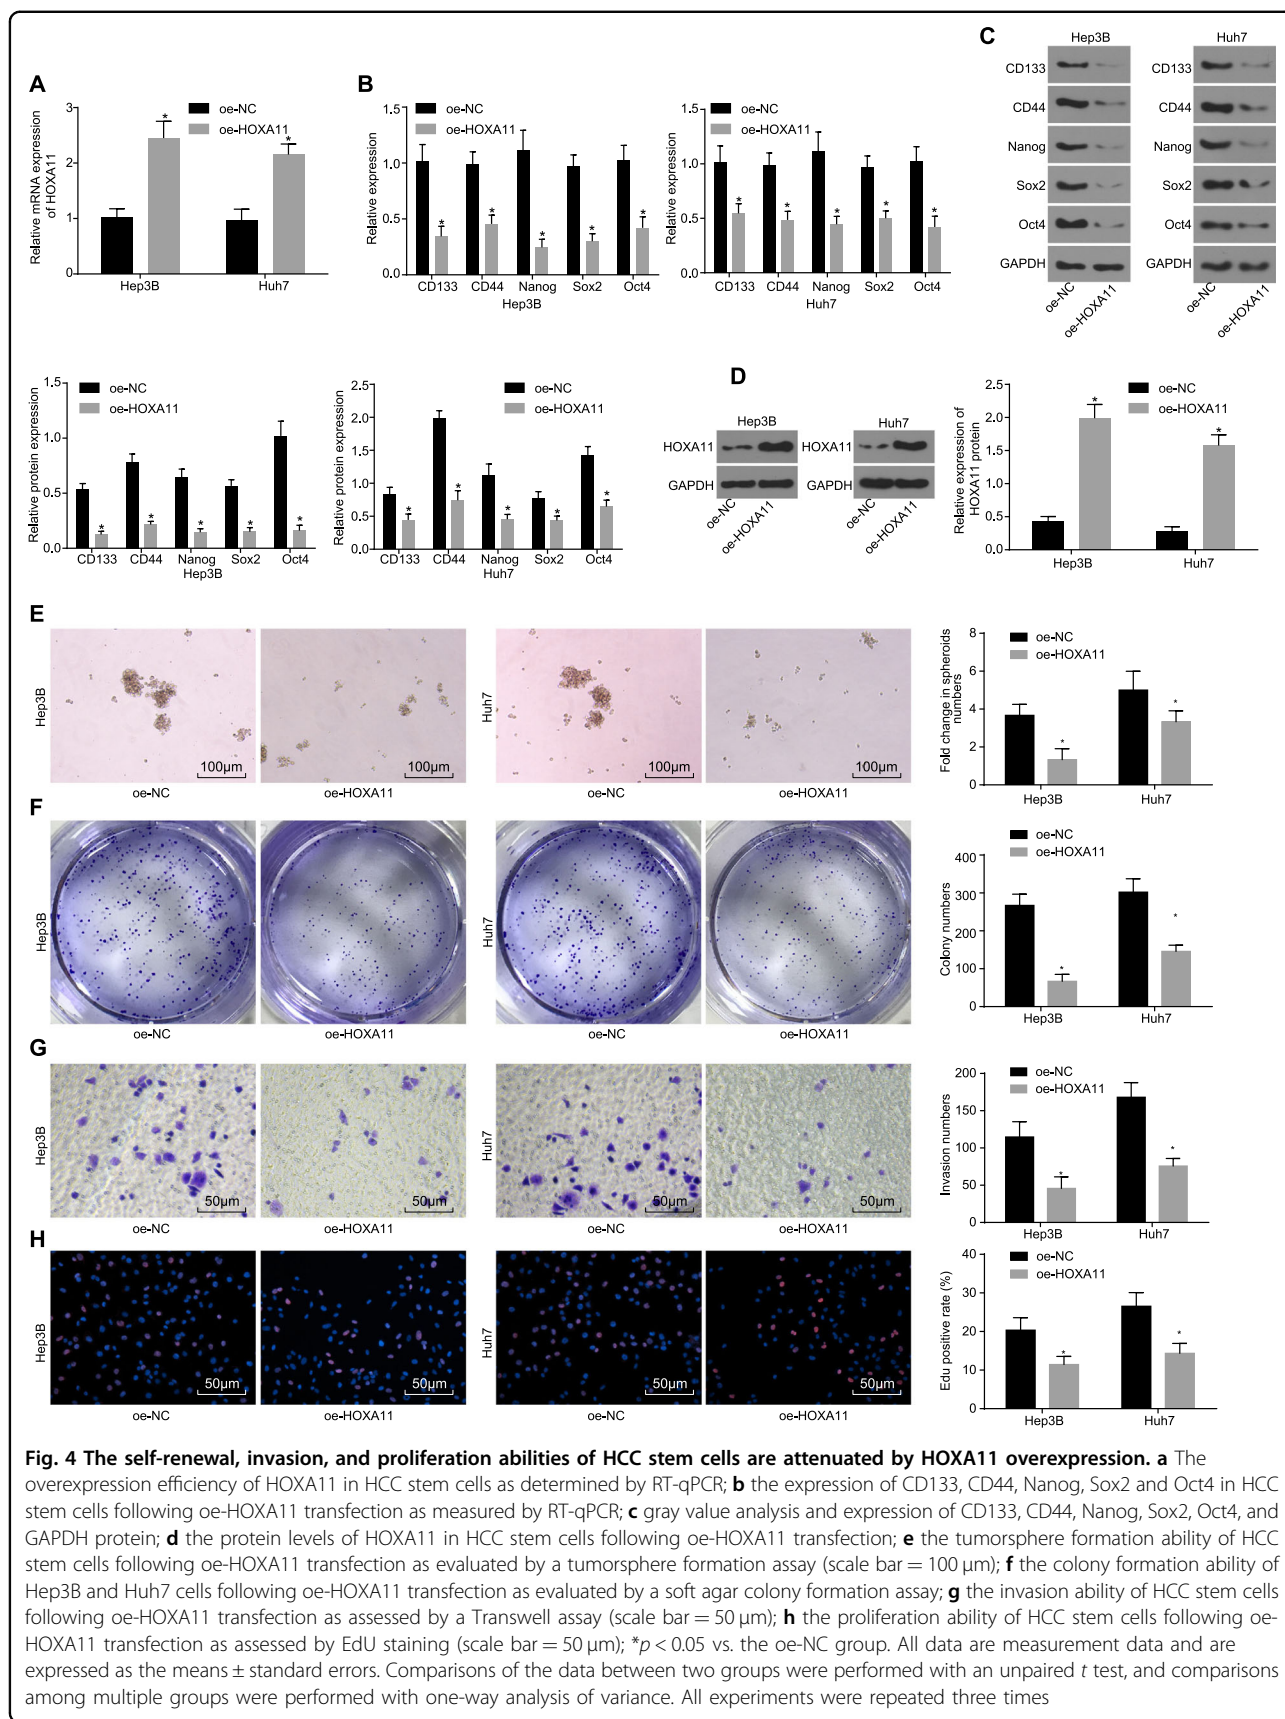 A
oe-NC
oe-HOXA11
Relative mRNA expression
of HOXA11
3
2
1
0
*
*
Hep3B
Huh7
B
oe-NC
oe-HOXA11
Relative expression
1.5
1.0
0.5
0.0
*
*
*
*
*
CD133 CD44 Nanog Sox2 Oct4
Hep3B
oe-NC
oe-HOXA11
Relative expression
1.5
1.0
0.5
0.0
*
*
*
*
*
CD133 CD44 Nanog Sox2 Oct4
Huh7
C
Hep3B
CD133
CD44
Nanog
Sox2
Oct4
GAPDH
oe-NC
oe-HOXA11
Huh7
CD133
CD44
Nanog
Sox2
Oct4
GAPDH
oe-NC
oe-HOXA11
oe-NC
oe-HOXA11
Relative protein expression
1.5
1.0
0.5
0.0
*
*
*
*
*
CD133 CD44 Nanog Sox2 Oct4
Hep3B
oe-NC
oe-HOXA11
Relative protein expression
2.5
2.0
1.5
1.0
0.5
0.0
*
*
*
*
*
CD133 CD44 Nanog Sox2 Oct4
Huh7
D
Hep3B
HOXA11
GAPDH
oe-NC
oe-HOXA11
Huh7
HOXA11
GAPDH
oe-NC
oe-HOXA11
oe-NC
oe-HOXA11
Relative expression of
HOXA11 protein
2.5
2.0
1.5
1.0
0.5
0.0
*
*
Hep3B
Huh7
E
Hep3B
100µm
100µm
oe-NC
oe-HOXA11
Huh7
100µm
100µm
oe-NC
oe-HOXA11
oe-NC
oe-HOXA11
Fold change in spheroids
numbers
8
6
4
2
0
*
*
Hep3B
Huh7
F
Hep3B
oe-NC
oe-HOXA11
Huh7
oe-NC
oe-HOXA11
oe-NC
oe-HOXA11
Colony numbers
400
300
200
100
0
*
*
Hep3B
Huh7
G
Hep3B
50µm
50µm
oe-NC
oe-HOXA11
Huh7
50µm
50µm
oe-NC
oe-HOXA11
oe-NC
oe-HOXA11
Invasion numbers
200
150
100
50
0
*
*
Hep3B
Huh7
H
Hep3B
50µm
50µm
oe-NC
oe-HOXA11
Huh7
50µm
50µm
oe-NC
oe-HOXA11
oe-NC
oe-HOXA11
Edu positive rate (%)
40
30
20
10
0
*
*
Hep3B
Huh7
Fig. 4 The self-renewal, invasion, and proliferation abilities of HCC stem cells are attenuated by HOXA11 overexpression. a The
overexpression efficiency of HOXA11 in HCC stem cells as determined by RT-qPCR; b the expression of CD133, CD44, Nanog, Sox2 and Oct4 in HCC
stem cells following oe-HOXA11 transfection as measured by RT-qPCR; c gray value analysis and expression of CD133, CD44, Nanog, Sox2, Oct4, and
GAPDH protein; d the protein levels of HOXA11 in HCC stem cells following oe-HOXA11 transfection; e the tumorsphere formation ability of HCC
stem cells following oe-HOXA11 transfection as evaluated by a tumorsphere formation assay (scale bar = 100 µm); f the colony formation ability of
Hep3B and Huh7 cells following oe-HOXA11 transfection as evaluated by a soft agar colony formation assay; g the invasion ability of HCC stem cells
following oe-HOXA11 transfection as assessed by a Transwell assay (scale bar = 50 µm); h the proliferation ability of HCC stem cells following oe-
HOXA11 transfection as assessed by EdU staining (scale bar = 50 µm); *p < 0.05 vs. the oe-NC group. All data are measurement data and are
expressed as the means ± standard errors. Comparisons of the data between two groups were performed with an unpaired t test, and comparisons
among multiple groups were performed with one-way analysis of variance. All experiments were repeated three times